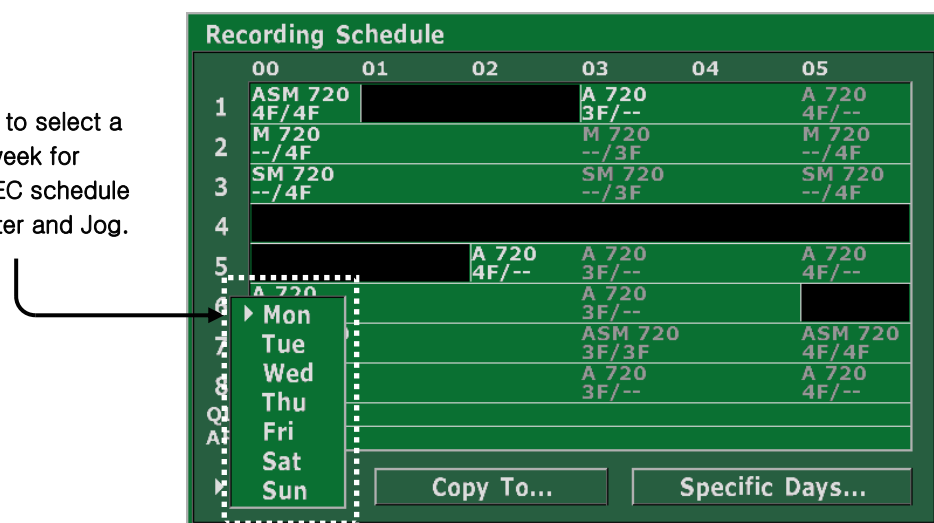 Recording Schedule
00 01 02 03 04 05
1 ASM 720 A 720 A 720
4F/4F 3F/-- 4F/--
2 M 720 M 720 M 720
--/4F --/3F --/4F
3 SM 720 SM 720 SM 720
--/4F --/3F --/4F
4
5 A 720 A 720 A 720
4F/-- 3F/-- 4F/--
A 720 A 720
3F/--
7 ASM 720 ASM 720
3F/3F 4F/4F
8 A 720 A 720
3F/-- 4F/--
to select a
for
schedule
and Jog.
Mon
Tue
Wed
Thu
Fri
Sat
Sun
Copy To... Specific Days...